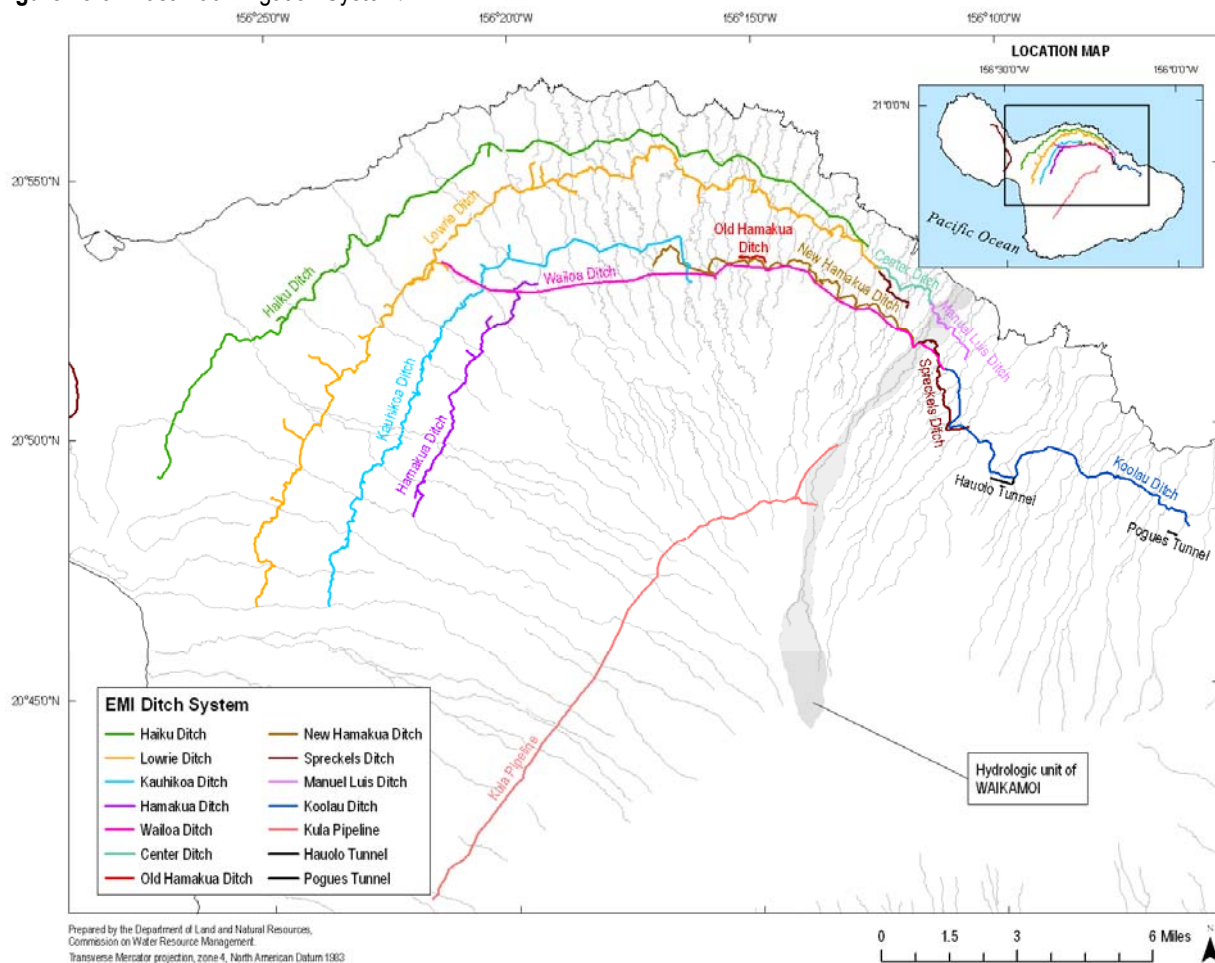 156°25'0"W
156°20'0"W
156°15'0"W
156°10'0"W
LOCATION MAP
156°30'0"W
156°0'0"W
21°0'0"N
Pacific Ocean
20°55'0"N
20°50'0"N
20°45'0"N
Haiku Ditch
Lowrie Ditch
Kauhikoa Ditch
Hamakua Ditch
Wailoa Ditch
Old Hamakua
Ditch
New Hamakua Ditch
Center Ditch
Manuel Luis Ditch
Spreckels Ditch
Hauolo Tunnel
Koolau Ditch
Pogues Tunnel
Kula Pipeline
Hydrologic unit of
WAIKAMOI
EMI Ditch System
Haiku Ditch
Lowrie Ditch
Kauhikoa Ditch
Hamakua Ditch
Wailoa Ditch
Center Ditch
Old Hamakua Ditch
New Hamakua Ditch
Spreckels Ditch
Manuel Luis Ditch
Koolau Ditch
Kula Pipeline
Hauolo Tunnel
Pogues Tunnel
Prepared by the Department of Land and Natural Resources,
Commission on Water Resource Management.
Transverse Mercator projection, zone 4, North American Datum 1983
0 1.5 3 6 Miles
N